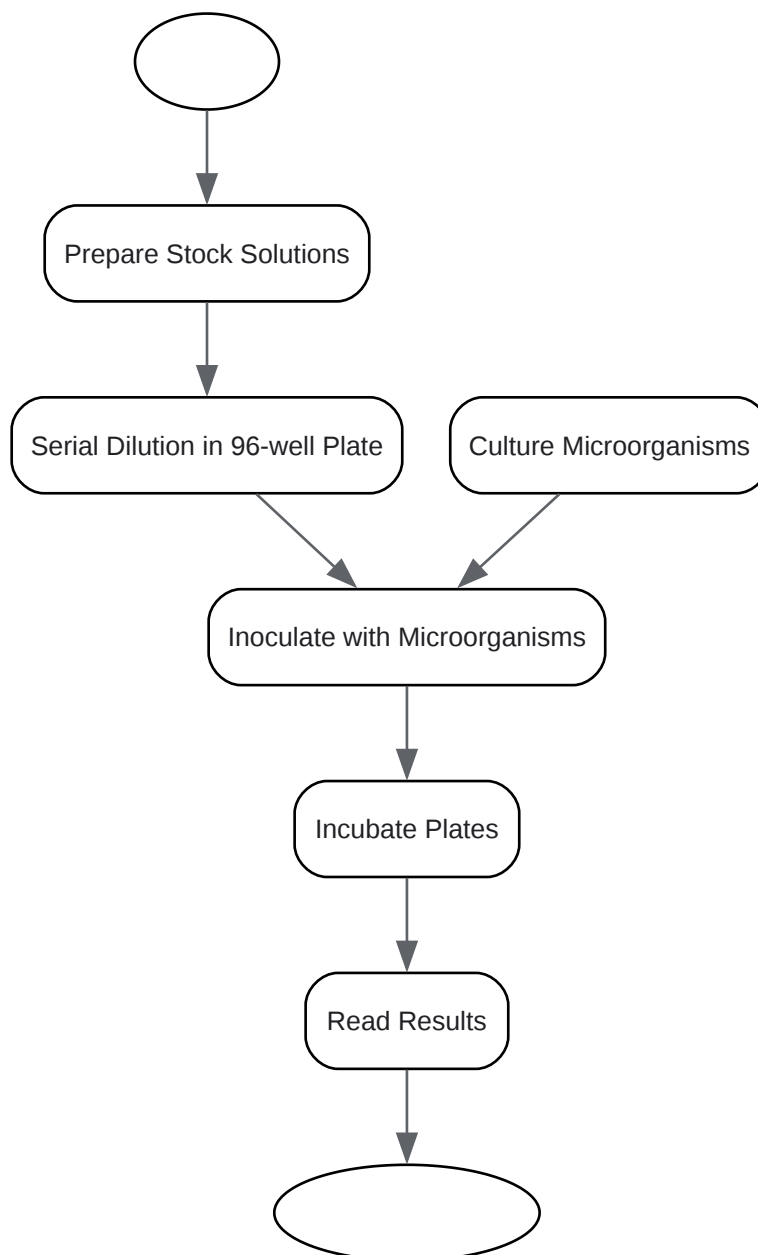 Prepare Stock Solutions
Serial Dilution in 96-well Plate
Culture Microorganisms
Inoculate with Microorganisms
Incubate Plates
Read Results